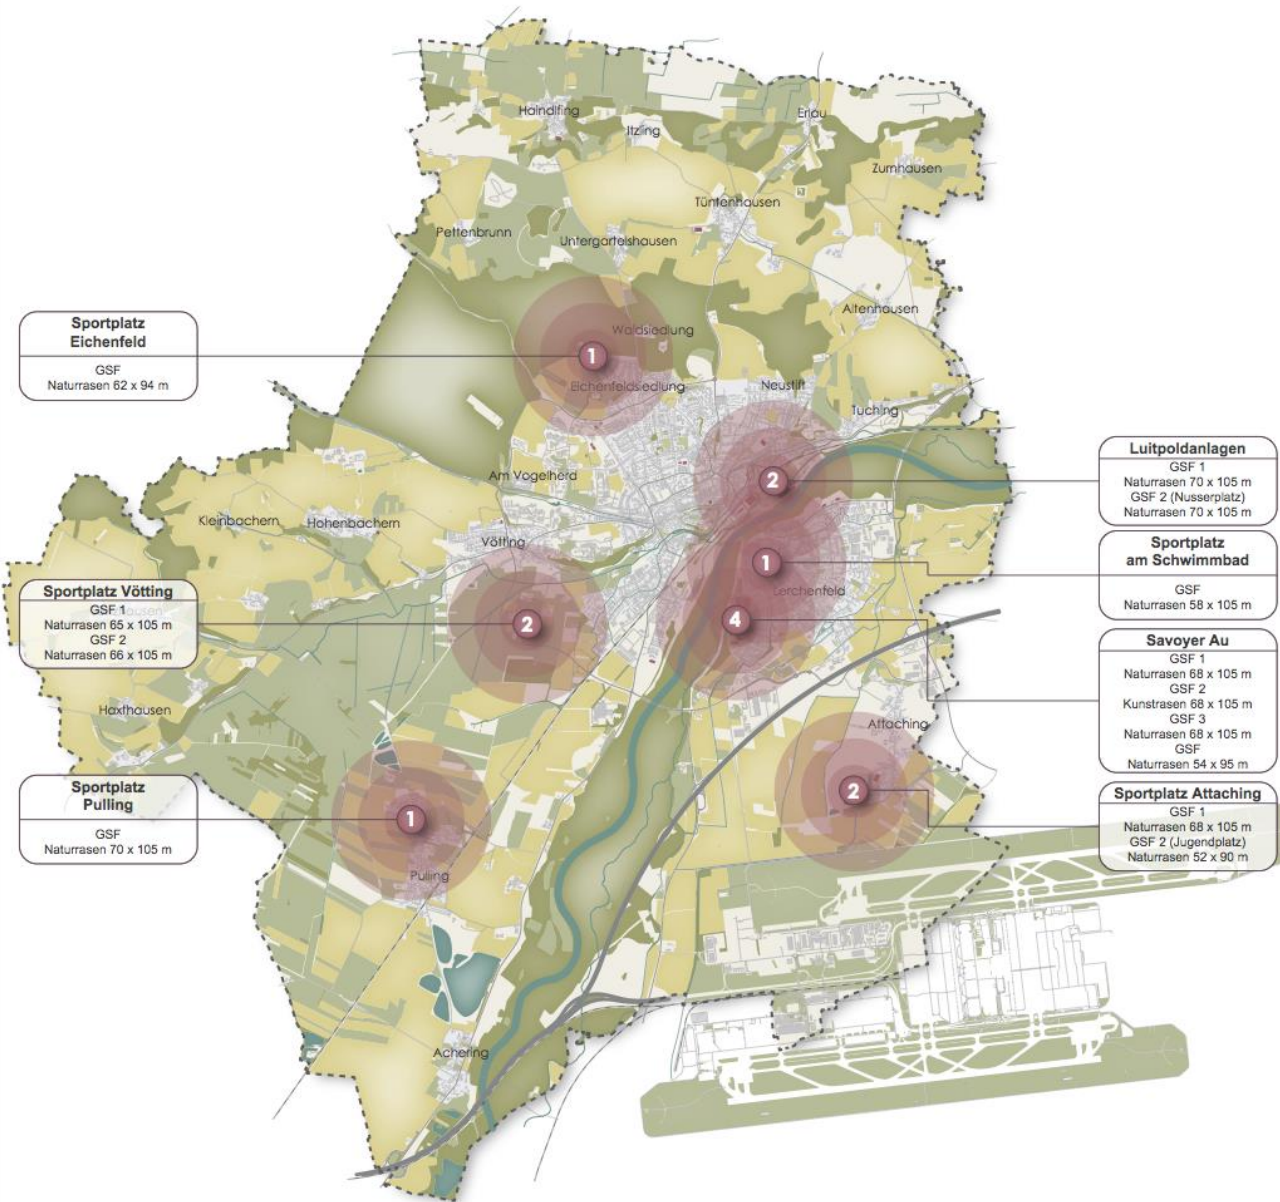 Haindlfing
Itzling
Erlau
Zurnhausen
Tüntenhausen
Pettenbrunn
Untergartelshausen
Altenhausen
Waldsiedlung
Sportplatz
Eichenfeld
GSF
Naturrasen 62 x 94 m
1
Eichenfeldsiedlung
Neustift
Tuching
Luitpoldanlagen
GSF 1
Naturrasen 70 x 105 m
GSF 2 (Nusserplatz)
Naturrasen 70 x 105 m
2
Am Vogelherd
Kleinbachern
Hohenbachern
Vötting
Sportplatz
am Schwimmbad
GSF
Naturrasen 58 x 105 m
1
Lerchenfeld
Sportplatz Vötting
GSF 1
Naturrasen 65 x 105 m
GSF 2
Naturrasen 66 x 105 m
2
4
Savoyer Au
GSF 1
Naturrasen 68 x 105 m
GSF 2
Kunstrasen 68 x 105 m
GSF 3
Naturrasen 68 x 105 m
GSF
Naturrasen 54 x 95 m
Haxthausen
Attaching
Sportplatz
Pulling
GSF
Naturrasen 70 x 105 m
1
2
Sportplatz Attaching
GSF 1
Naturrasen 68 x 105 m
GSF 2 (Jugendplatz)
Naturrasen 52 x 90 m
Pulling
Achering